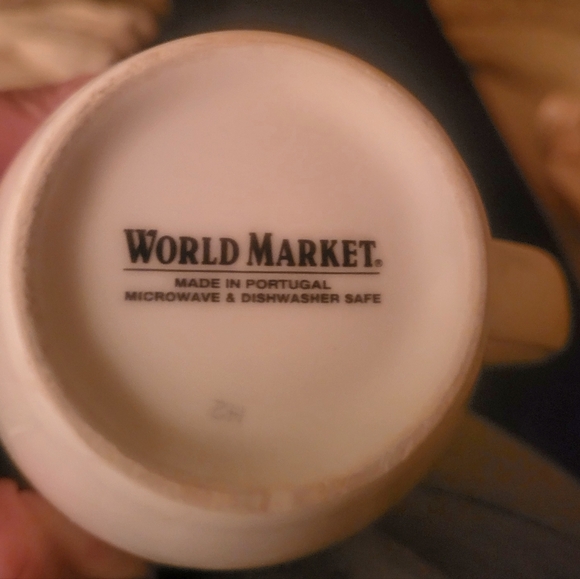 WORLD MARKET®
MADE IN PORTUGAL
MICROWAVE & DISHWASHER SAFE